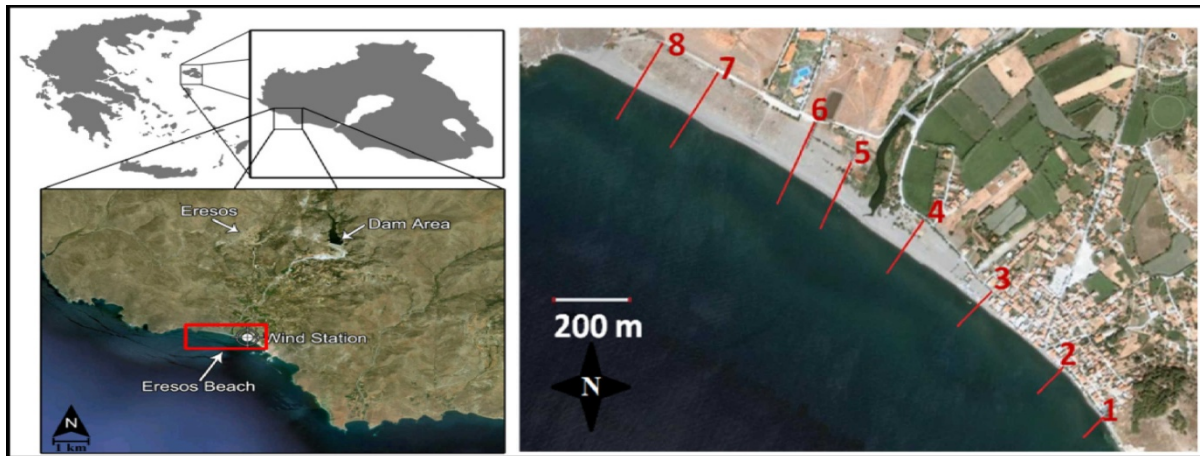 Eresos
Dam Area
Wind Station
Eresos Beach
N
1 km
8
7
6
5
4
3
2
1
200 m
N